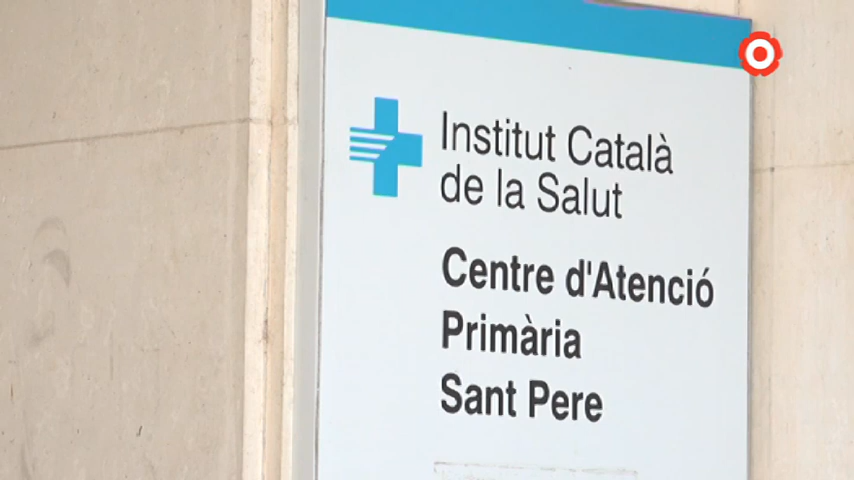 Institut Català
de la Salut
Centre d'Atenció
Primària
Sant Pere